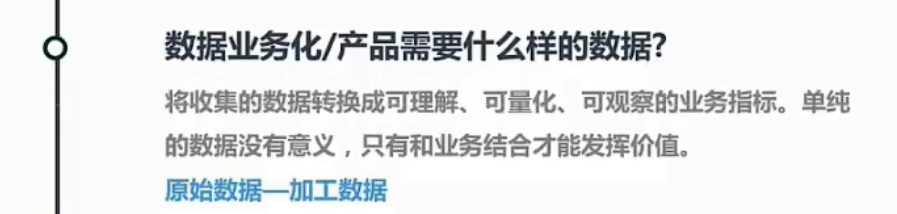 数据业务化/产品需要什么样的数据?
将收集的数据转换成可理解、可量化、可观察的业务指标。单纯
的数据没有意义，只有和业务结合才能发挥价值。
原始数据—加工数据